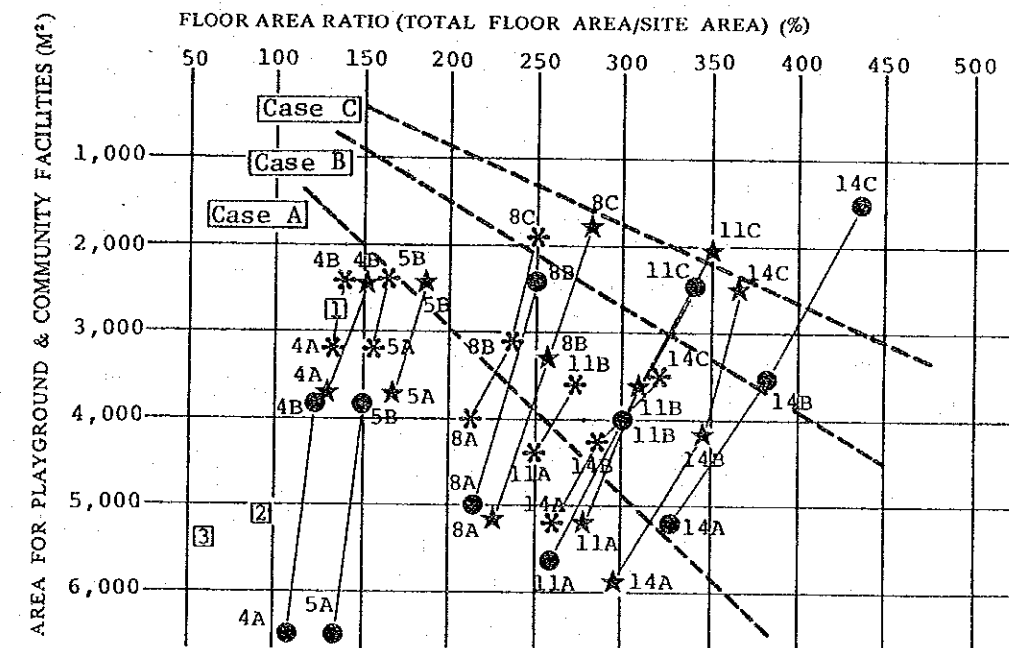 FLOOR AREA RATIO (TOTAL FLOOR AREA/SITE AREA) (%)
50 100 150 200 250 300 350 400 450 500
AREA FOR PLAYGROUND & COMMUNITY FACILITIES (M²)
Case C
1,000
Case B
14C
Case A
8C 8C
11C
2,000
4B 4B 5B
11C 14C
8B
5B
1
3,000
4A 5A 8B 8B
11B 14C
4A 5A
4B 5B 11B 14B
4,000
8A 11B
14B 14B
8A 11A
5,000
14A
2
8A 11A 14A
3
11A 14A
6,000
4A 5A